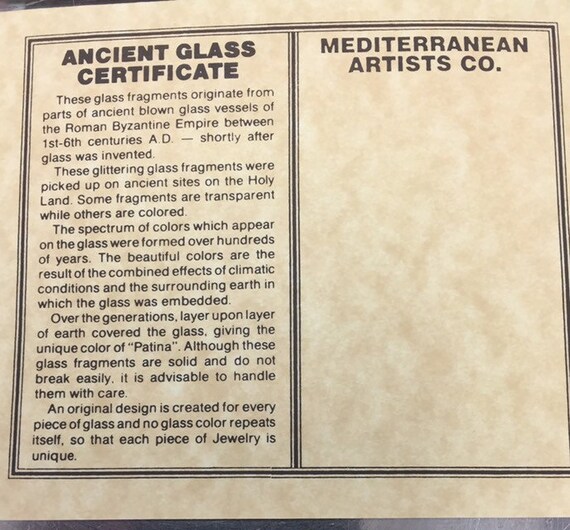 ANCIENT GLASS
CERTIFICATE
These glass fragments originate from
parts of ancient blown glass vessels of
the Roman Byzantine Empire between
1st-6th centuries A.D. — shortly after
glass was invented.
These glittering glass fragments were
picked up on ancient sites on the Holy
Land. Some fragments are transparent
while others are colored.
The spectrum of colors which appear
on the glass were formed over hundreds
of years. The beautiful colors are the
result of the combined effects of climatic
conditions and the surrounding earth in
which the glass was embedded.
Over the generations, layer upon layer
of earth covered the glass, giving the
unique color of "Patina". Although these
glass fragments are solid and do not
break easily, it is advisable to handle
them with care.
An original design is created for every
piece of glass and no glass color repeats
itself, so that each piece of Jewelry is
unique.
MEDITERRANEAN
ARTISTS CO.